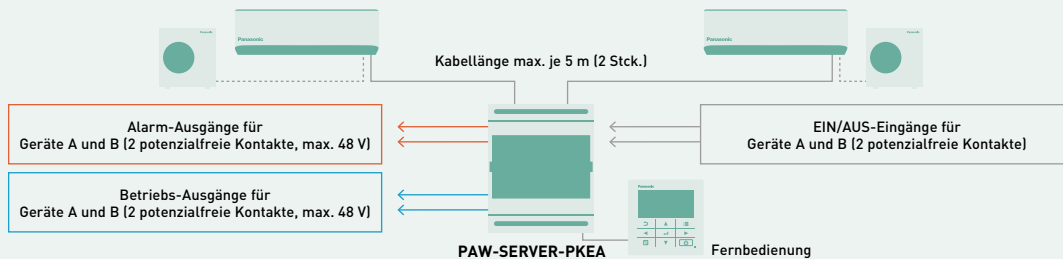 Panasonic
Panasonic
Panasonic
Panasonic
Kabellänge max. je 5 m (2 Stck.)
Alarm-Ausgänge für
Geräte A und B (2 potenzialfreie Kontakte, max. 48 V)
EIN/AUS-Eingänge für
Geräte A und B (2 potenzialfreie Kontakte)
Betriebs-Ausgänge für
Geräte A und B (2 potenzialfreie Kontakte, max. 48 V)
Panasonic
PAW-SERVER-PKEA
Fernbedienung